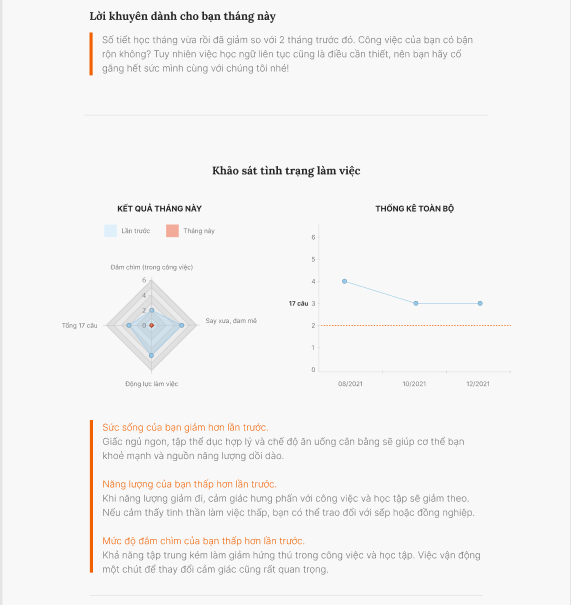 Lời khuyên dành cho bạn tháng này
Số tiết học tháng vừa rồi đã giảm so với 2 tháng trước đó. Công việc của bạn có bận
rộn không? Tuy nhiên việc học ngữ liên tục cũng là điều cần thiết, nên bạn hãy cố
gắng hết sức mình cùng với chúng tôi nhé!
Khảo sát tình trạng làm việc
KẾT QUẢ THÁNG NÀY
Lần trước
Tháng này
Đắm chìm (trong công việc)
6
4
2
0
Tổng 17 câu
Say xưa, đam mê
Động lực làm việc
THỐNG KÊ TOÀN BỘ
6
5
4
17 câu 3
2
1
0
08/2021
10/2021
12/2021
Sức sống của bạn giảm hơn lần trước.
Giấc ngủ ngon, tập thể dục hợp lý và chế độ ăn uống cân bằng sẽ giúp cơ thể bạn
khoẻ mạnh và nguồn năng lượng dồi dào.
Năng lượng của bạn thấp hơn lần trước.
Khi năng lượng giảm đi, cảm giác hưng phấn với công việc và học tập sẽ giảm theo.
Nếu cảm thấy tinh thần làm việc thấp, bạn có thể trao đổi với sếp hoặc đồng nghiệp.
Mức độ đắm chìm của bạn thấp hơn lần trước.
Khả năng tập trung kém làm giảm hứng thú trong công việc và học tập. Việc vận động
một chút để thay đổi cảm giác cũng rất quan trọng.